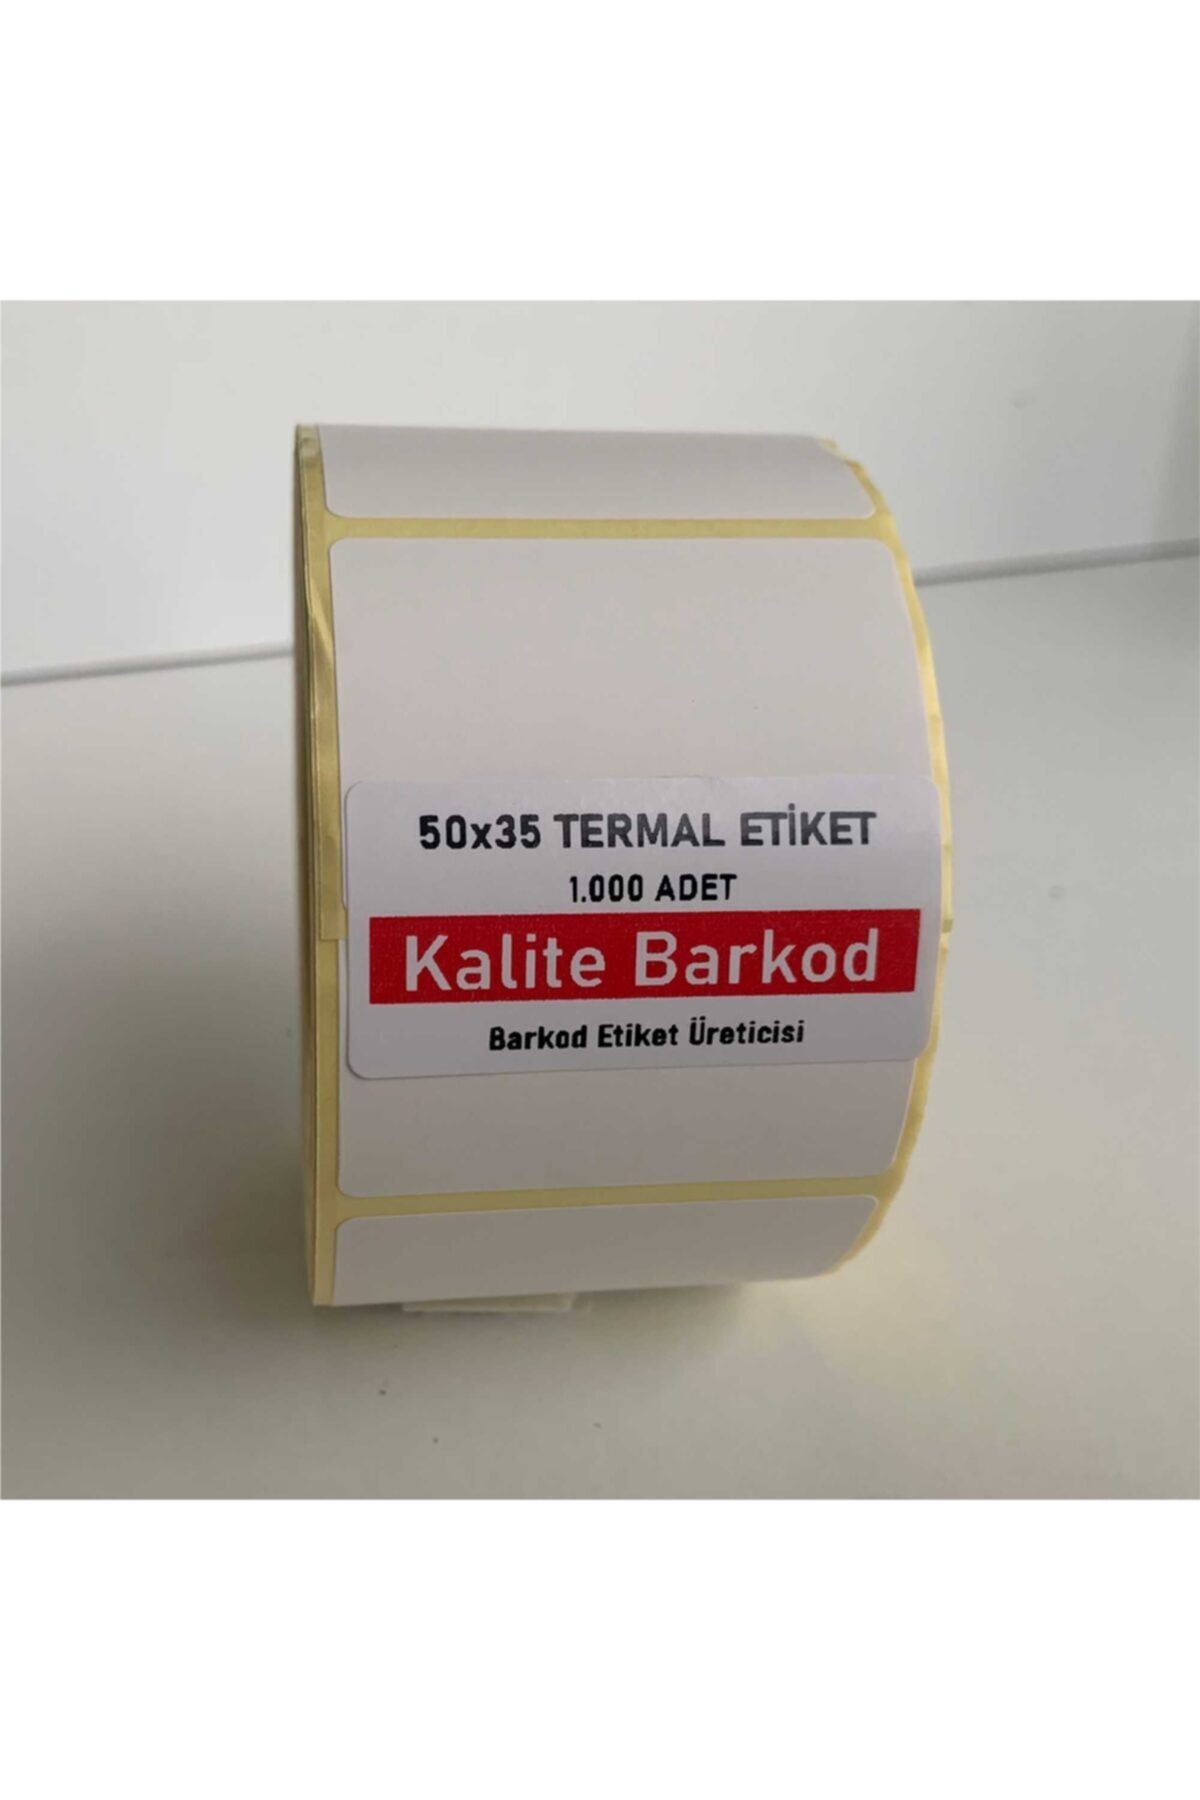 50x35 TERMAL ETİKET
1.000 ADET
Kalite Barkod
Barkod Etiket Üreticisi